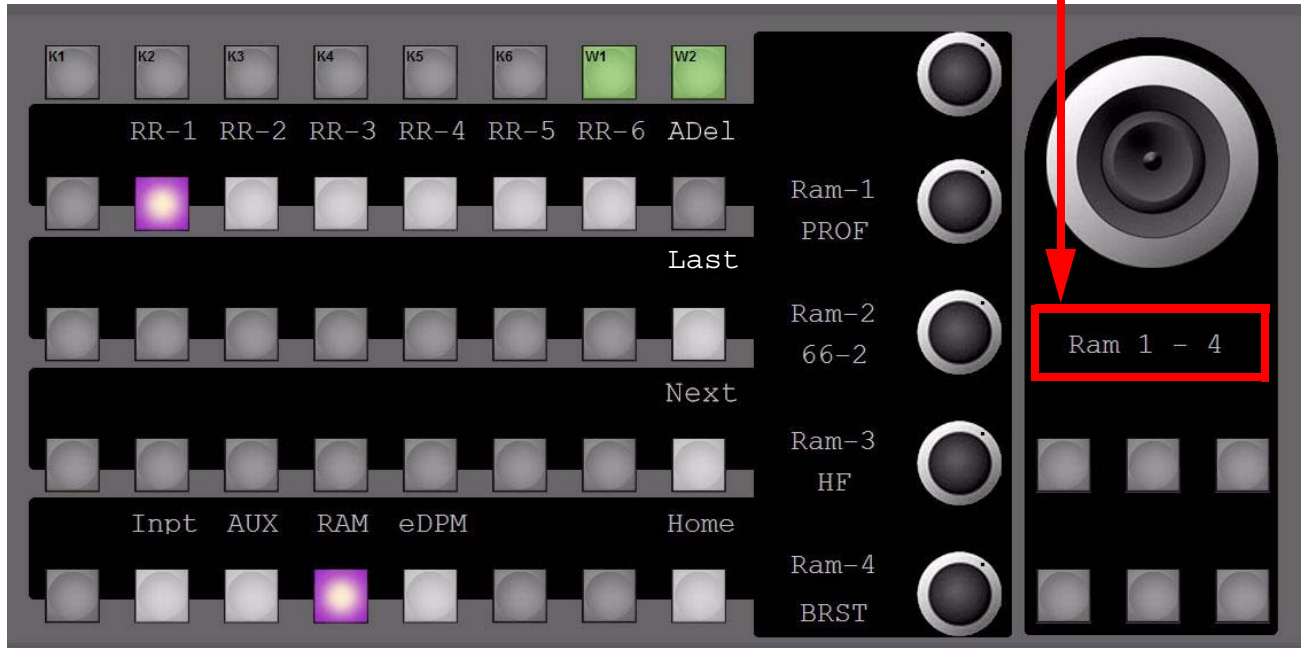 K1 K2 K3 K4 K5 K6 W1 W2
RR-1 RR-2 RR-3 RR-4 RR-5 RR-6 ADel
Ram-1
PROF
Last
Ram-2
66-2
Ram 1 - 4
Next
Ram-3
HF
Inpt AUX RAM eDPM Home
Ram-4
BRST